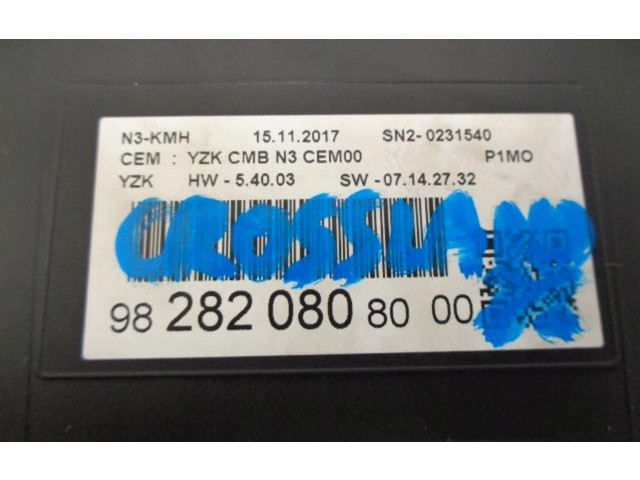 N3-KMH 15.11.2017 SN2-0231540
CEM : YZK CMB N3 CEM00 P1MO
YZK HW - 5.40.03 SW - 07.14.27.32
CROSSLAND
98 282 080 80 00
X